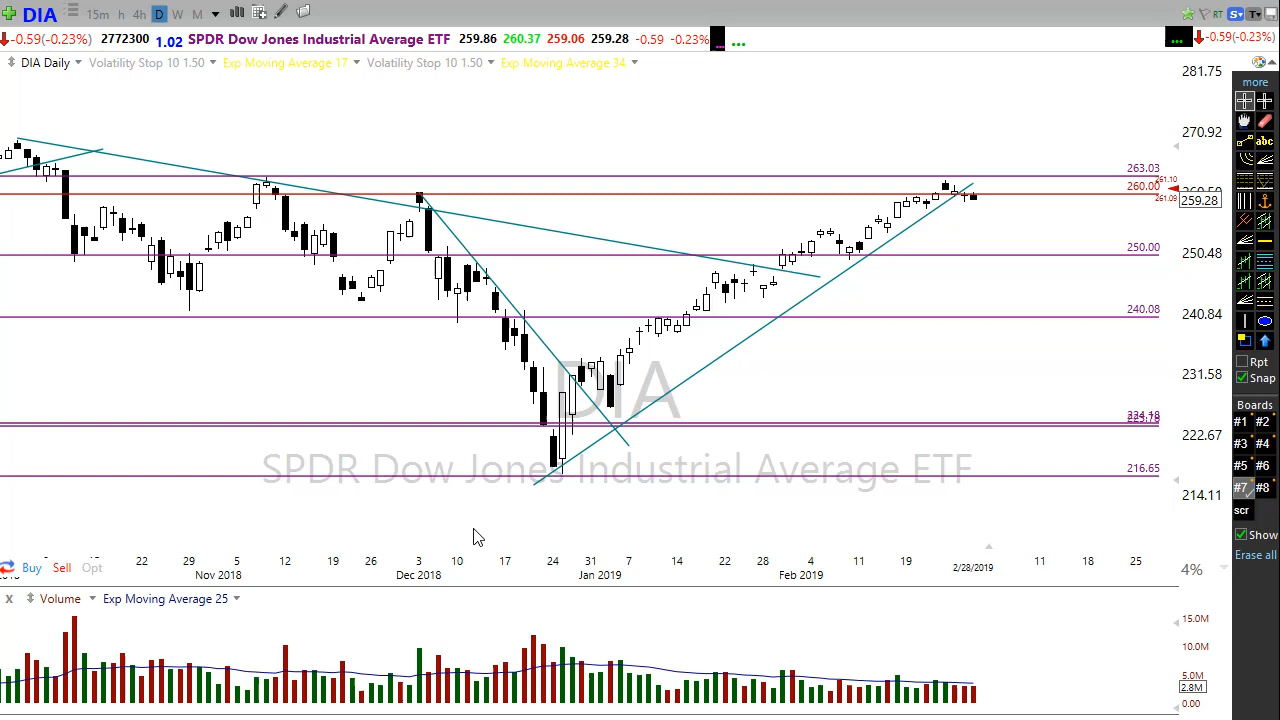 DIA 15m h 4h D W M RT S T
-0.59(-0.23%) 2772300 1.02 SPDR Dow Jones Industrial Average ETF 259.86 260.37 259.06 259.28 -0.59 -0.23% ... ... ... -0.59(-0.23%)
DIA Daily Volatility Stop 10 1.50 Exp Moving Average 17 Volatility Stop 10 1.50 Exp Moving Average 34
281.75
more
abc
270.92
263.03
261.10
260.00
261.09
259.28
250.00
250.48
240.08
240.84
Rpt
231.58
Snap
DIA
Boards
224.18
#1 #2
222.67
#3 #4
SPDR Dow Jones Industrial Average ETF
#5 #6
216.65
#7 #8
214.11
scr
Show
22 29 5 12 19 26 3 10 17 24 31 7 14 22 28 4 11 19 11 18 25
Erase all
Buy Sell Opt
Nov 2018 Dec 2018 Jan 2019 Feb 2019 2/28/2019
4%
X Volume Exp Moving Average 25
15.0M
10.0M
5.0M
2.8M
0.00